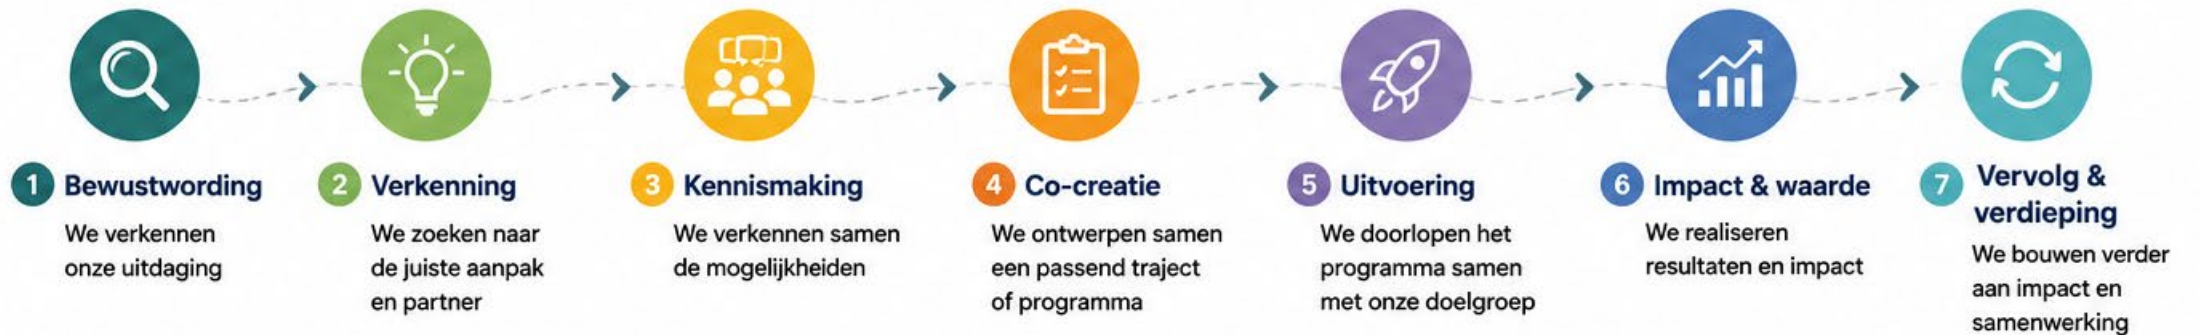 1 Bewustwording
We verkennen
onze uitdaging
2 Verkenning
We zoeken naar
de juiste aanpak
en partner
3 Kennismaking
We verkennen samen
de mogelijkheiden
4 Co-creatie
We ontwerpen samen
een passend traject
of programma
5 Uitvoering
We doorlopen het
programma samen
met onze doelgroep
6 Impact & waarde
We realiseren
resultaten en impact
7 Vervolg &
verdieping
We bouwen verder
aan impact en
samenwerking